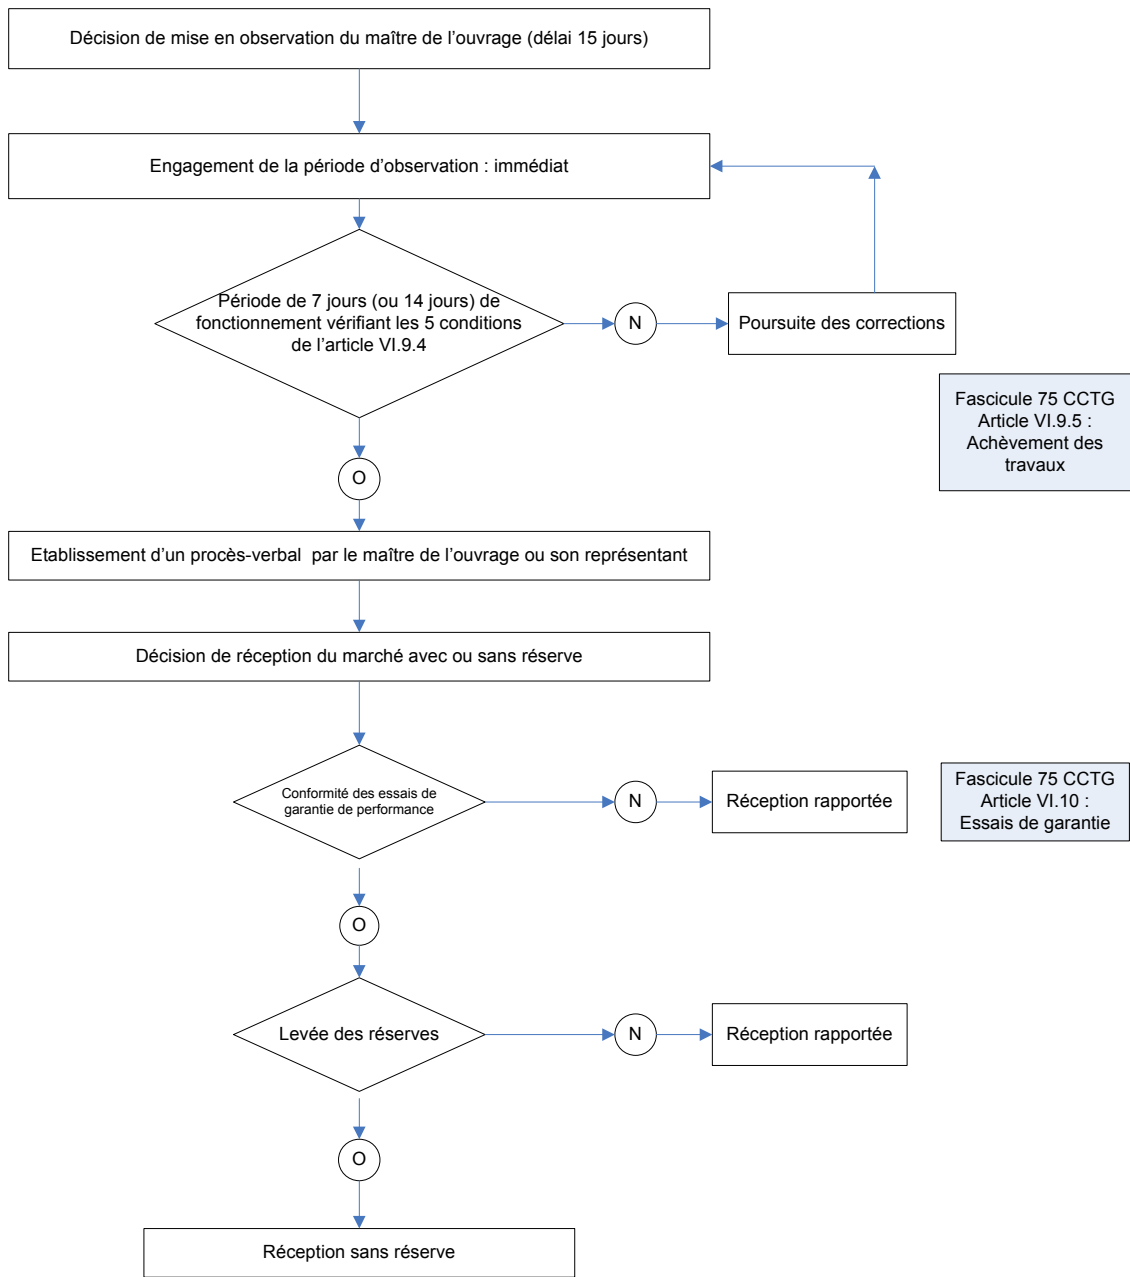 Décision de mise en observation du maître de l'ouvrage (délai 15 jours)
Engagement de la période d'observation : immédiat
Période de 7 jours (ou 14 jours) de
fonctionnement vérifiant les 5 conditions
de l'article VI.9.4
N
Poursuite des corrections
Fascicule 75 CCTG
Article VI.9.5 :
Achèvement des
travaux
O
Etablissement d'un procès-verbal par le maître de l'ouvrage ou son représentant
Décision de réception du marché avec ou sans réserve
Conformité des essais de
garantie de performance
N
Réception rapportée
Fascicule 75 CCTG
Article VI.10 :
Essais de garantie
O
Levée des réserves
N
Réception rapportée
O
Réception sans réserve